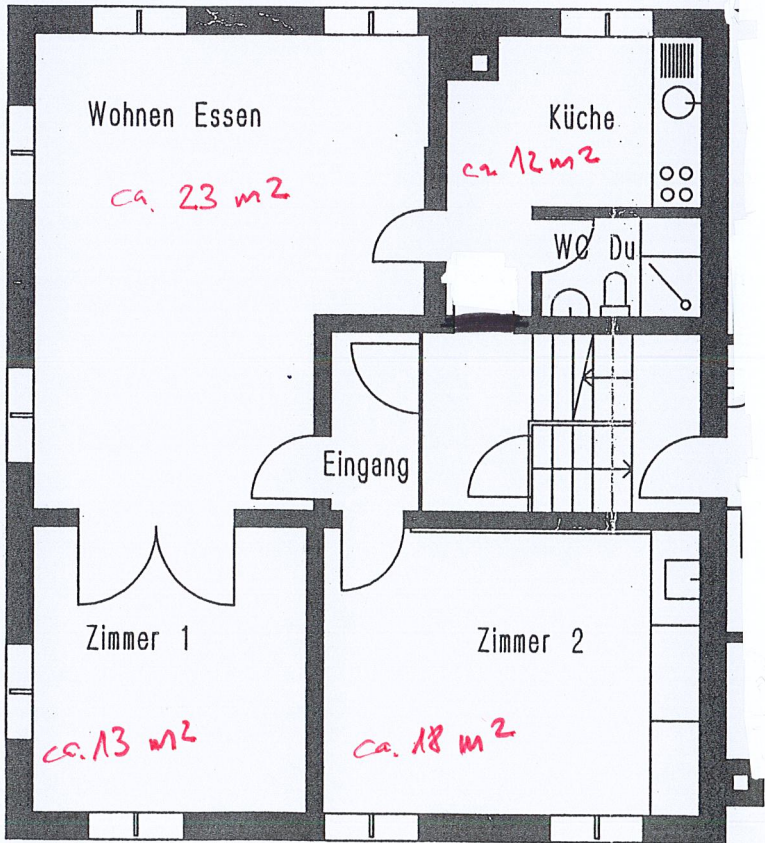 Wohnen Essen
ca. 23 m²
Küche
ca 12 m²
WC Du
Eingang
Zimmer 1
ca. 13 m²
Zimmer 2
ca. 18 m²